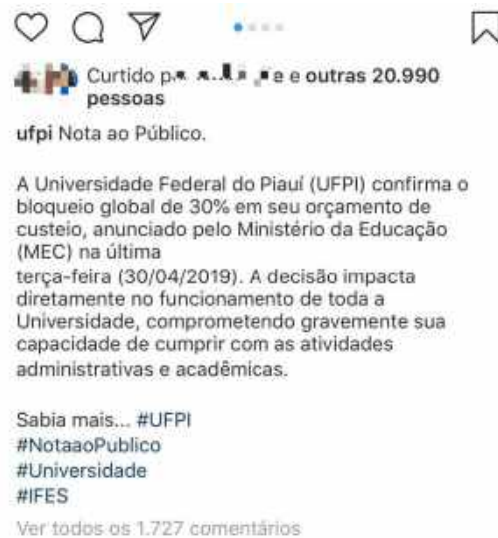 Curtido e outras 20.990
pessoas
ufpi Nota ao Público.
A Universidade Federal do Piauí (UFPI) confirma o
bloqueio global de 30% em seu orçamento de
custeio, anunciado pelo Ministério da Educação
(MEC) na última
terça-feira (30/04/2019). A decisão impacta
diretamente no funcionamento de toda a
Universidade, comprometendo gravemente sua
capacidade de cumprir com as atividades
administrativas e acadêmicas.
Sabia mais... #UFPI
#NotaaoPublico
#Universidade
#IFES
Ver todos os 1.727 comentários